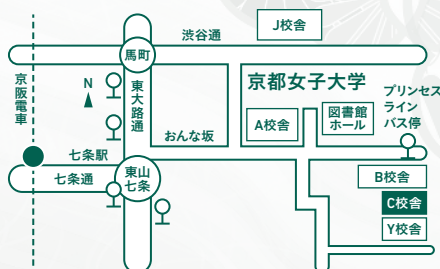 J校舎
渋谷通
馬町
京都女子大学
プリンセス
ライン
バス停
京阪電車
N
東大路通
図書館
ホール
A校舎
おんな坂
七条駅
七条通
東山
七条
B校舎
C校舎
Y校舎